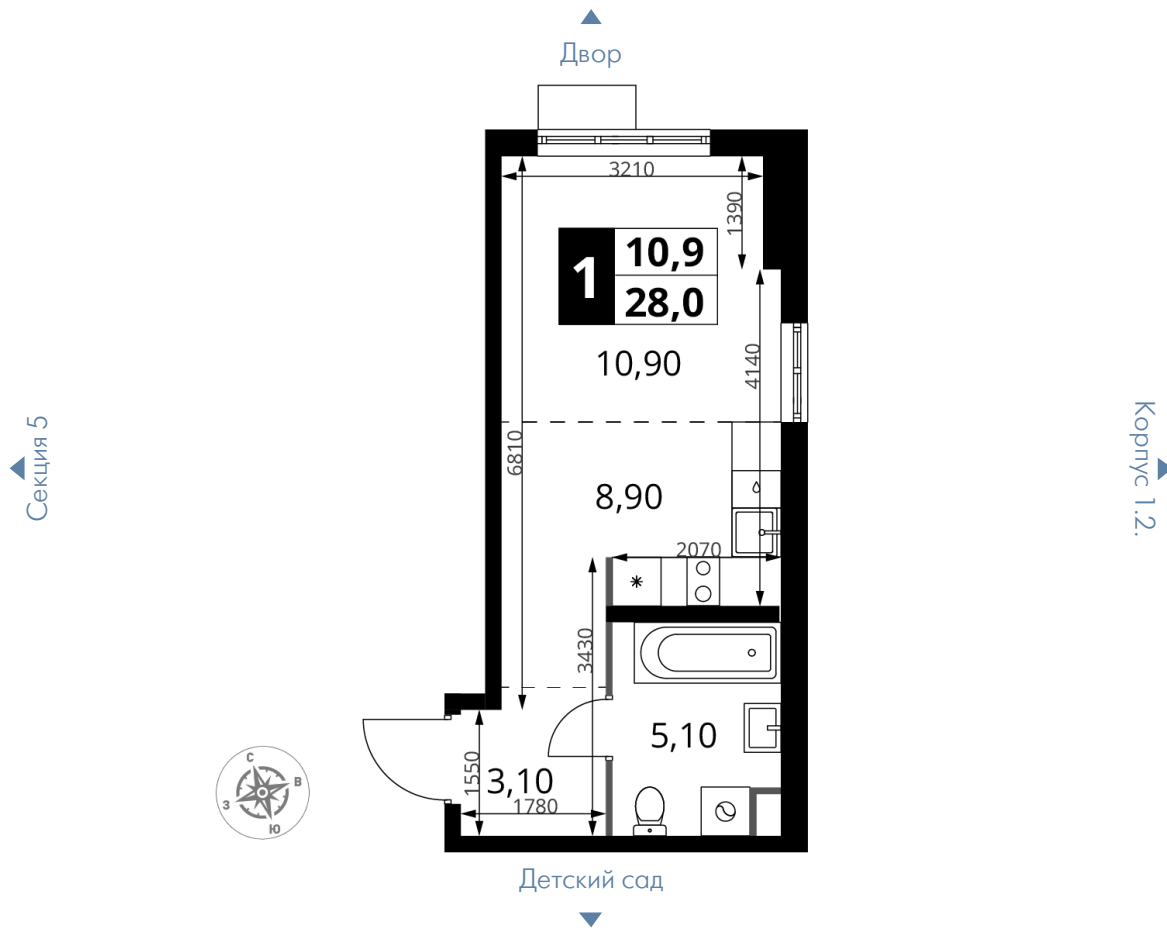 Двор
3210
1390
1
10,9
28,0
10,90
4140
6810
8,90
2070
3430
5,10
1550
3,10
1780
С
В
З
Ю
Секция 5
Корпус 1.2.
Детский сад